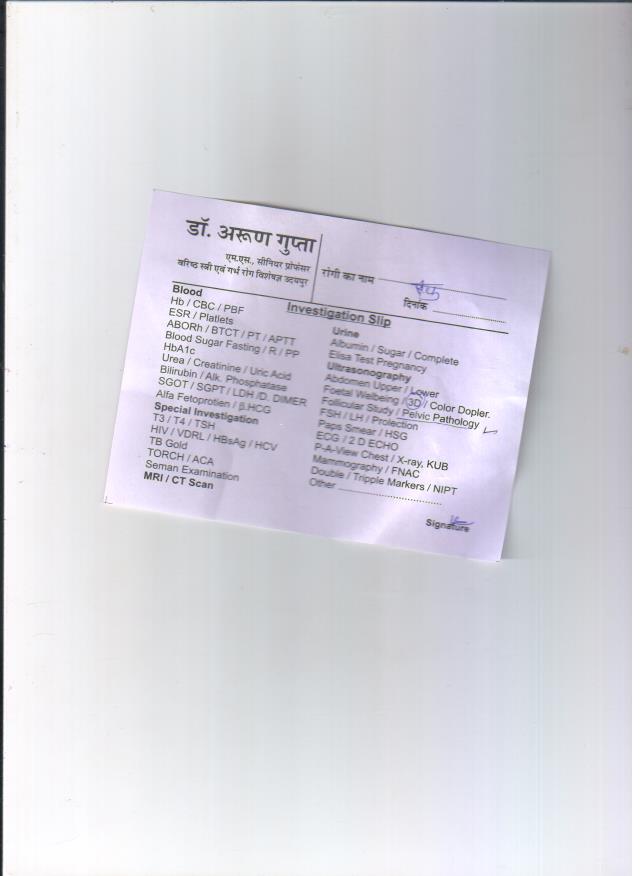 डॉ. अरूण गुप्ता
एम.एस., सीनियर प्रोफेसर
वरिष्ठ स्त्री एवं गर्भ रोग विशेषज्ञ उदयपुर
रोगी का नाम
दिनांक
Investigation Slip
Blood
Hb / CBC / PBF
ESR / Platlets
ABORh / BTCT / PT / APTT
Blood Sugar Fasting / R / PP
HbA1c
Urea / Creatinine / Uric Acid
Bilirubin / Alk. Phosphatase
SGOT / SGPT / LDH /D. DIMER
Alfa Fetoprotien / β.HCG
Special Investigation
T3 / T4 / TSH
HIV / VDRL / HBsAg / HCV
TB Gold
TORCH / ACA
Seman Examination
MRI / CT Scan
Urine
Albumin / Sugar / Complete
Elisa Test Pregnancy
Ultrasonography
Abdomen Upper / Lower
Foetal Walbeing / 3D / Color Dopler.
Follicular Study / Pelvic Pathology
FSH / LH / Prolection
Paps Smear / HSG
ECG / 2 D ECHO
P-A-View Chest / X-ray, KUB
Mammography / FNAC
Double / Tripple Markers / NIPT
Other
Signature